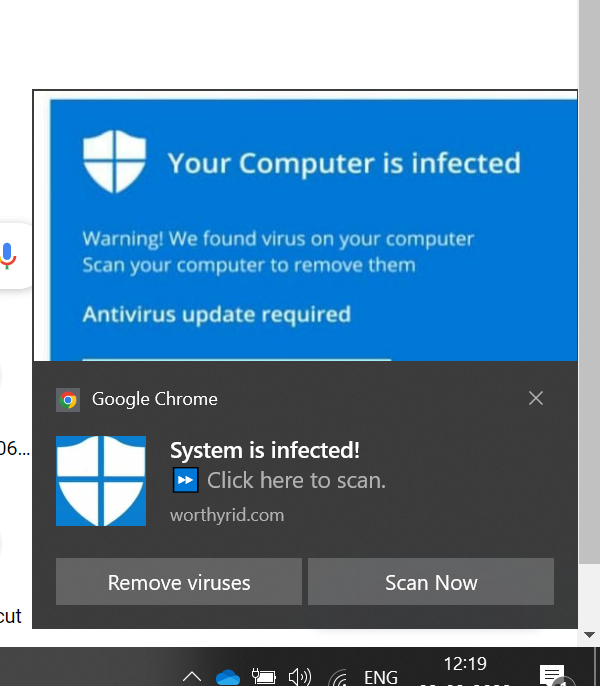 Your Computer is infected
Warning! We found virus on your computer
Scan your computer to remove them
Antivirus update required
Google Chrome
06...
System is infected!
Click here to scan.
worthyrid.com
Remove viruses
Scan Now
cut
12:19
ENG